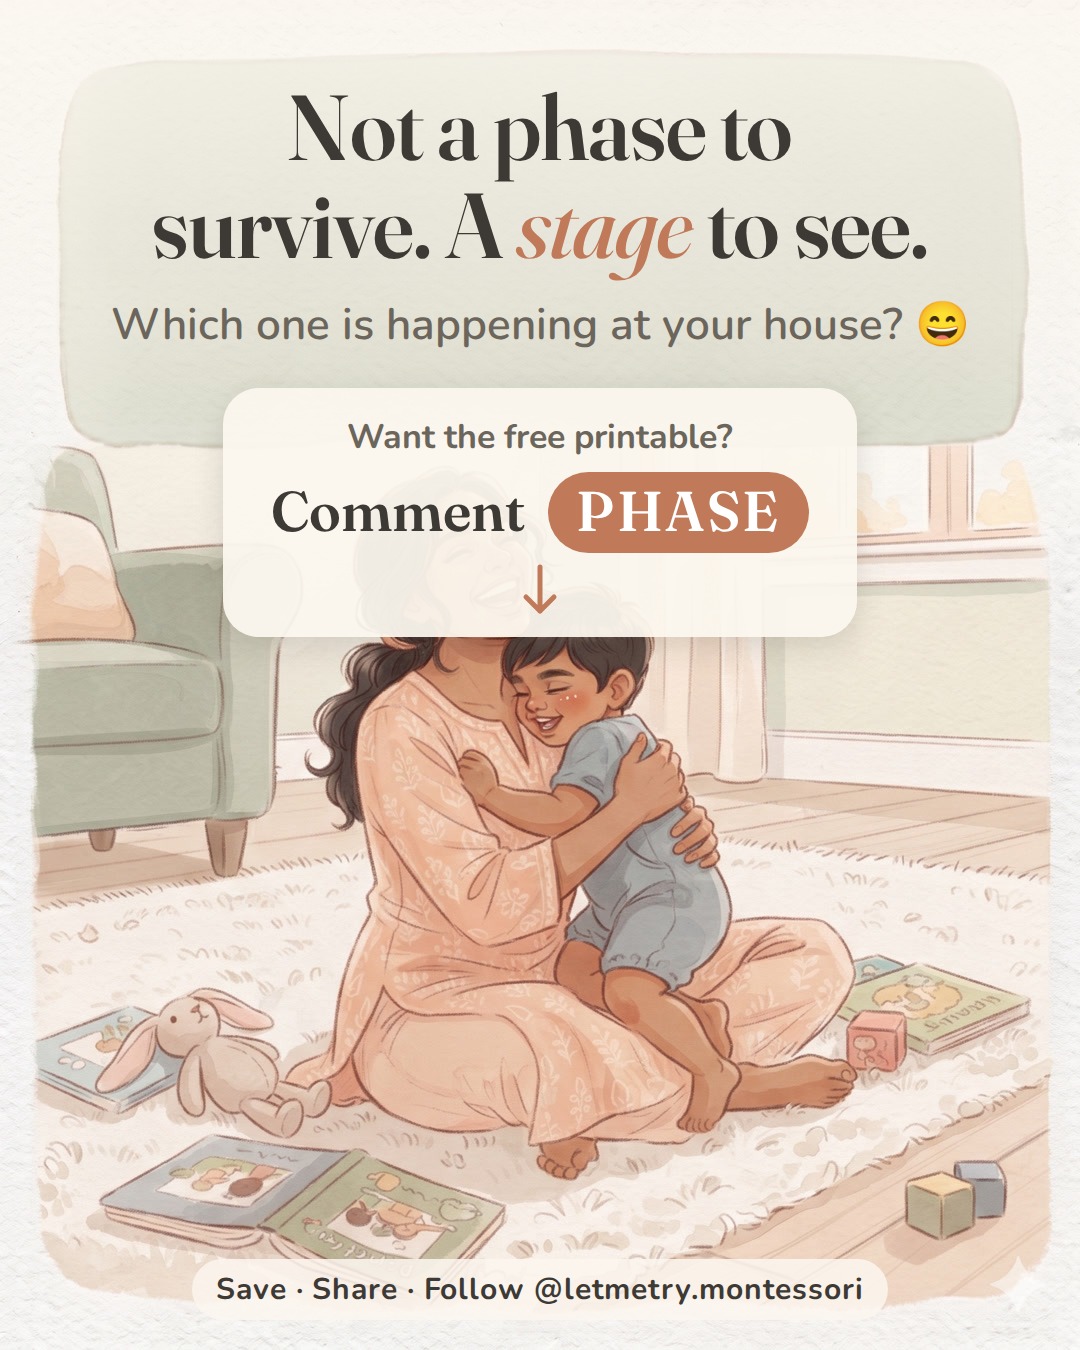 Not a phase to
survive. A stage to see.
Which one is happening at your house? 😄
Want the free printable?
Comment PHASE
↓
Save · Share · Follow @letmetry.montessori